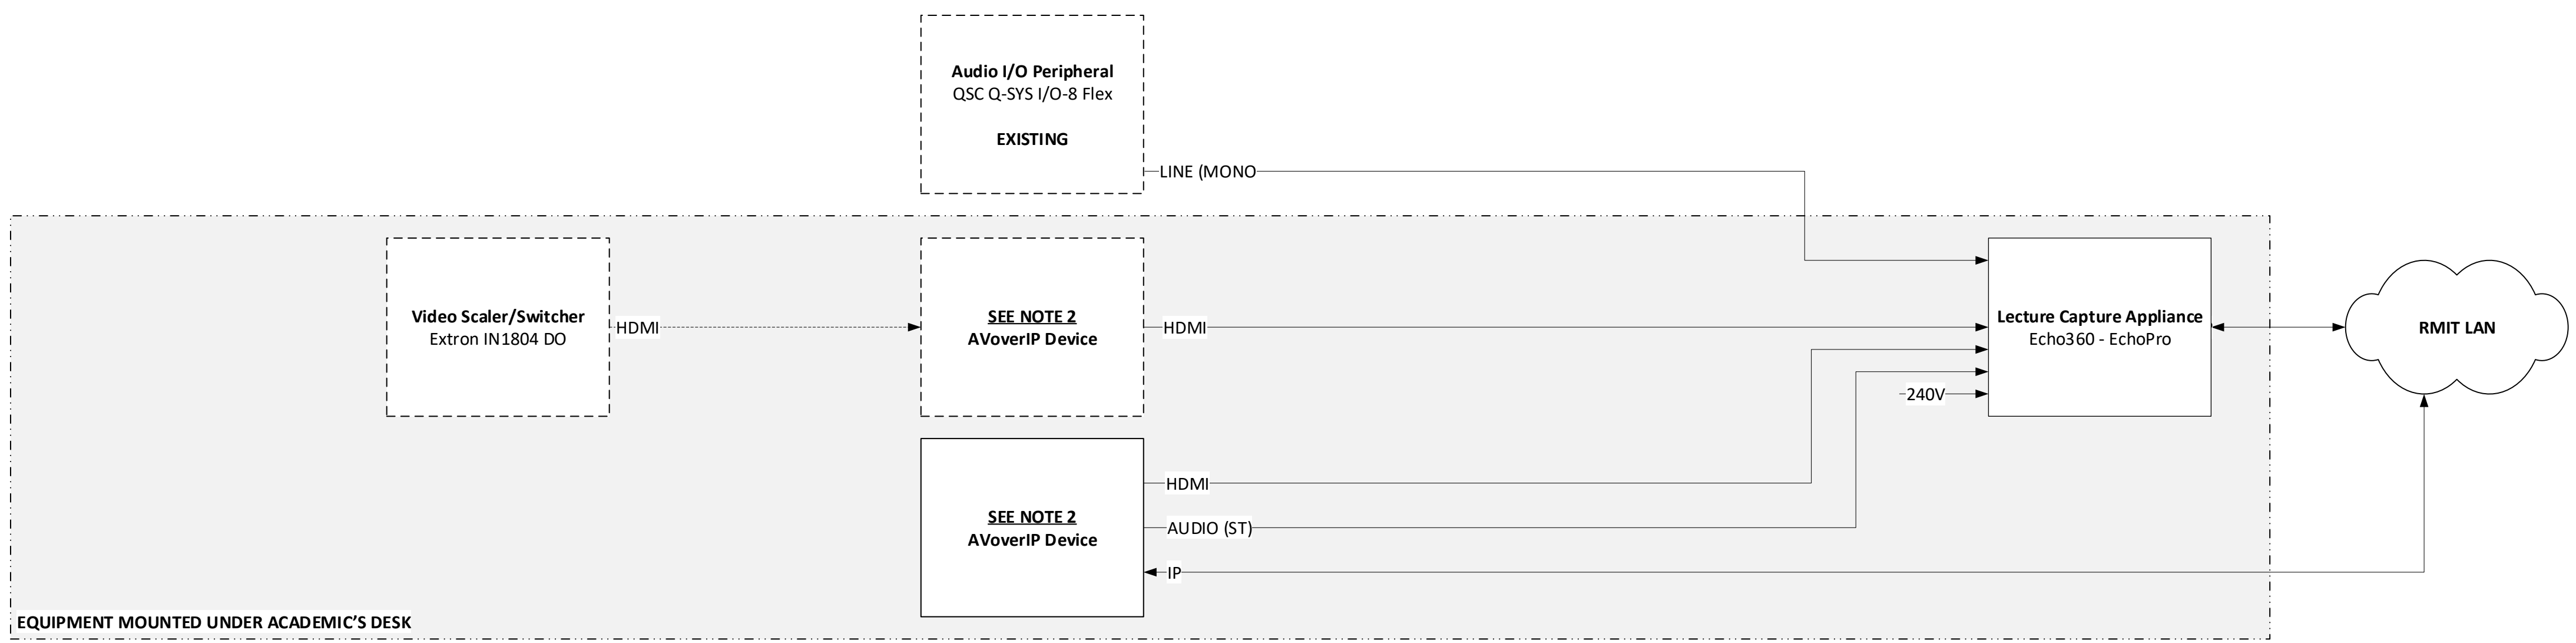 Audio I/O Peripheral
QSC Q-SYS I/O-8 Flex
EXISTING
LINE (MONO
Video Scaler/Switcher
Extron IN1804 DO
HDMI
SEE NOTE 2
AVoverIP Device
HDMI
Lecture Capture Appliance
Echo360 - EchoPro
240V
RMIT LAN
SEE NOTE 2
AVoverIP Device
HDMI
AUDIO (ST)
IP
EQUIPMENT MOUNTED UNDER ACADEMIC’S DESK